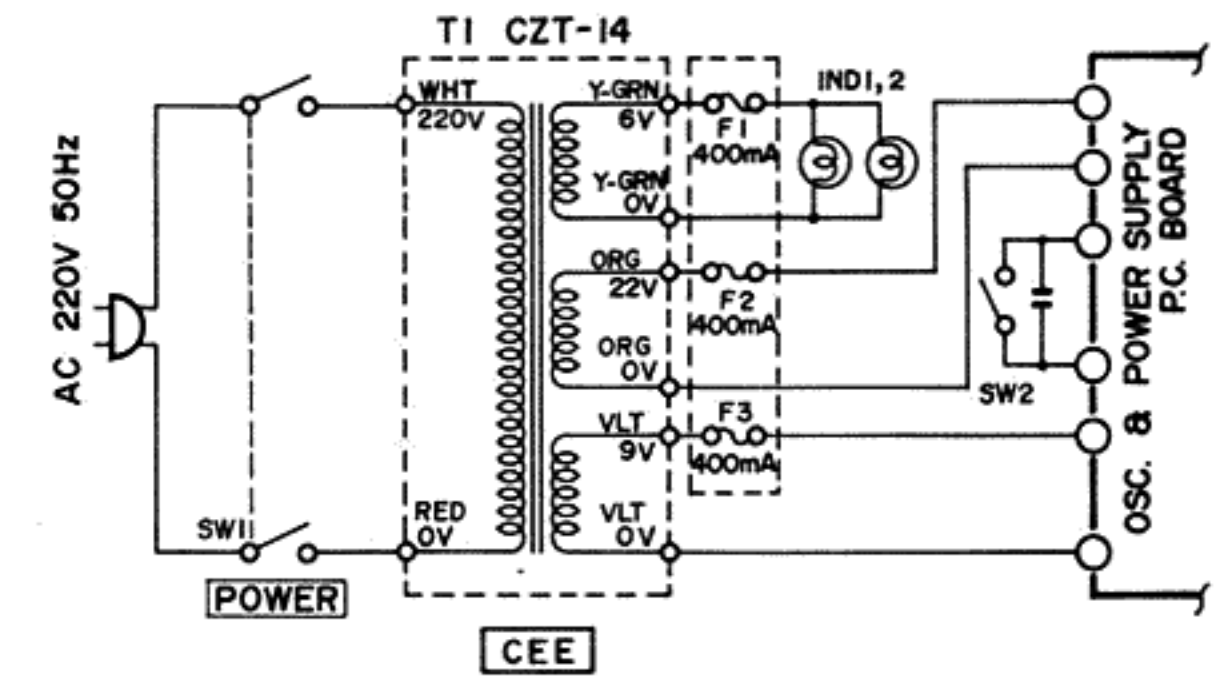 T1 CZT-14
AC 220V 50Hz
SW1
POWER
WHT
220V
RED
0V
Y-GRN
6V
Y-GRN
0V
ORG
22V
ORG
0V
VLT
9V
VLT
0V
F1
400mA
F2
400mA
F3
400mA
IND1,2
SW2
OSC. & POWER SUPPLY
P.C. BOARD
CEE